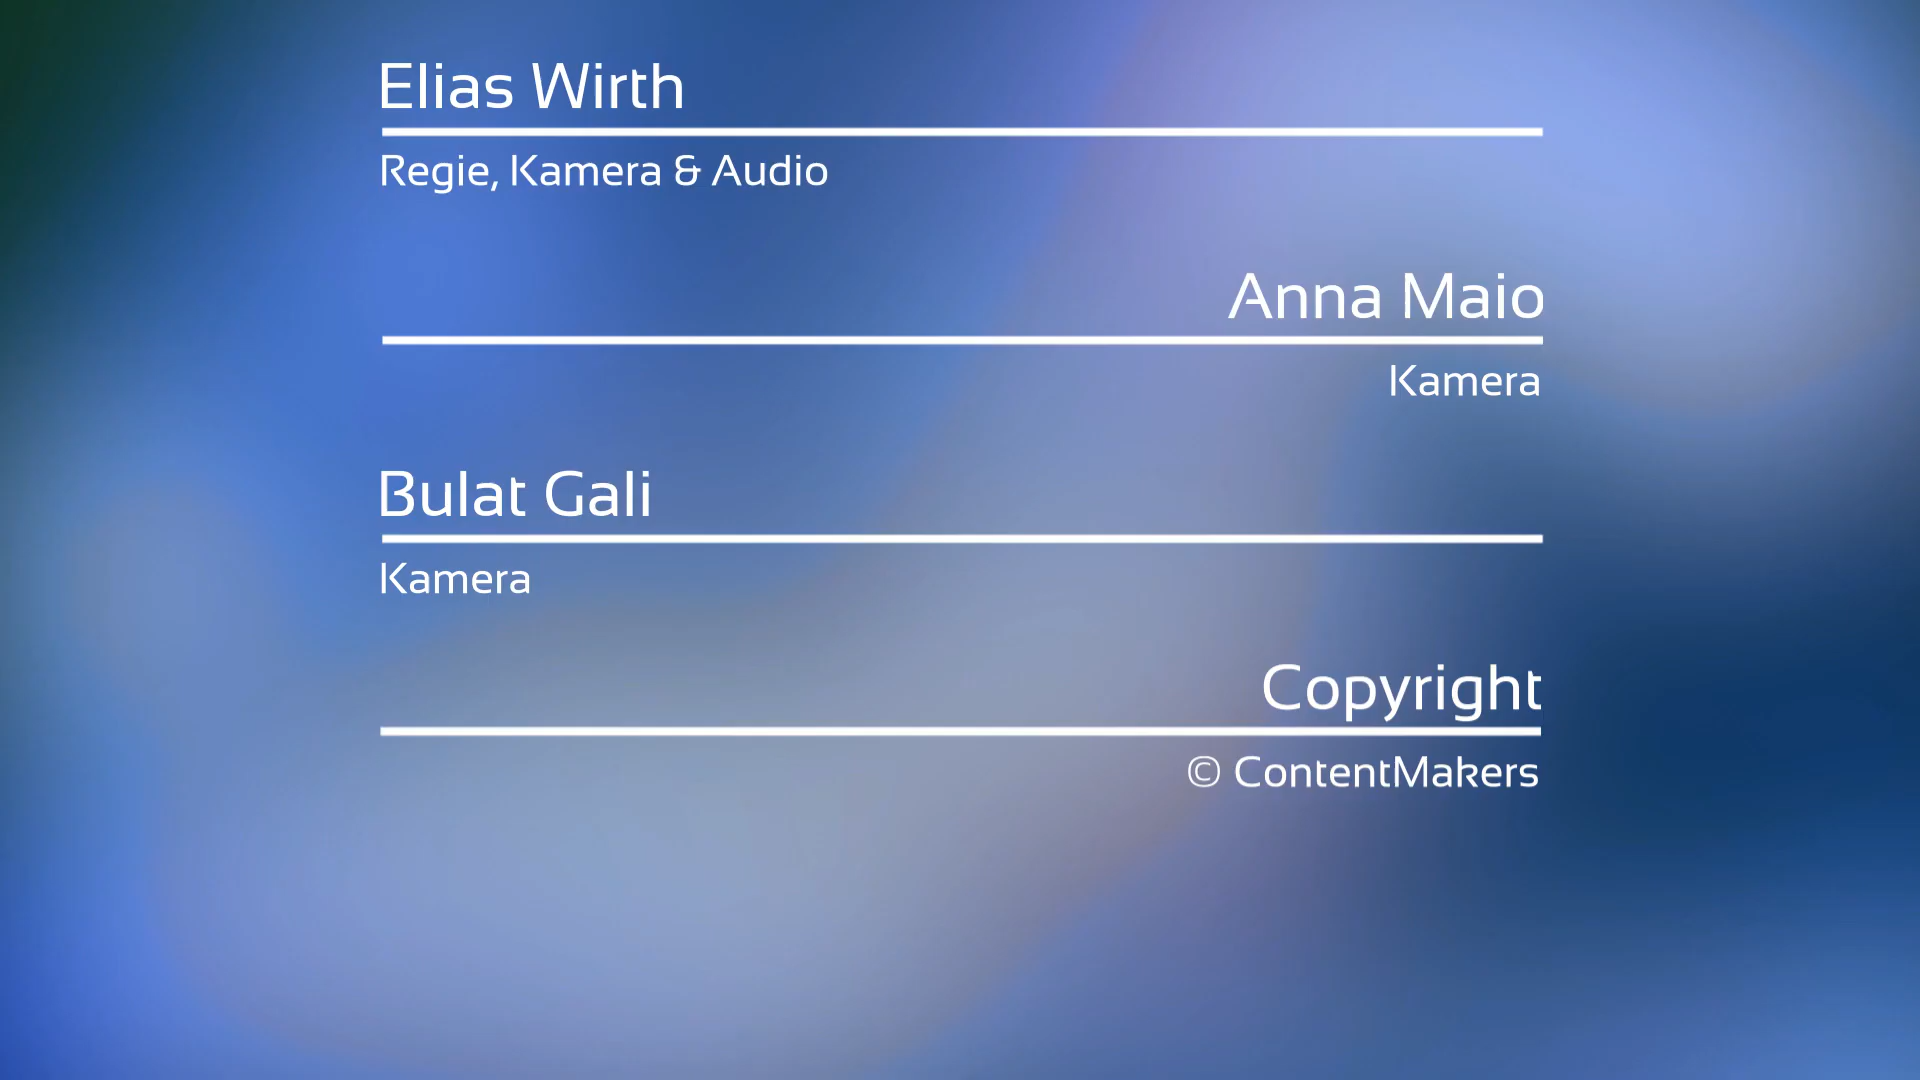 Elias Wirth
Regie, Kamera & Audio
Anna Maio
Kamera
Bulat Gali
Kamera
Copyright
© ContentMakers